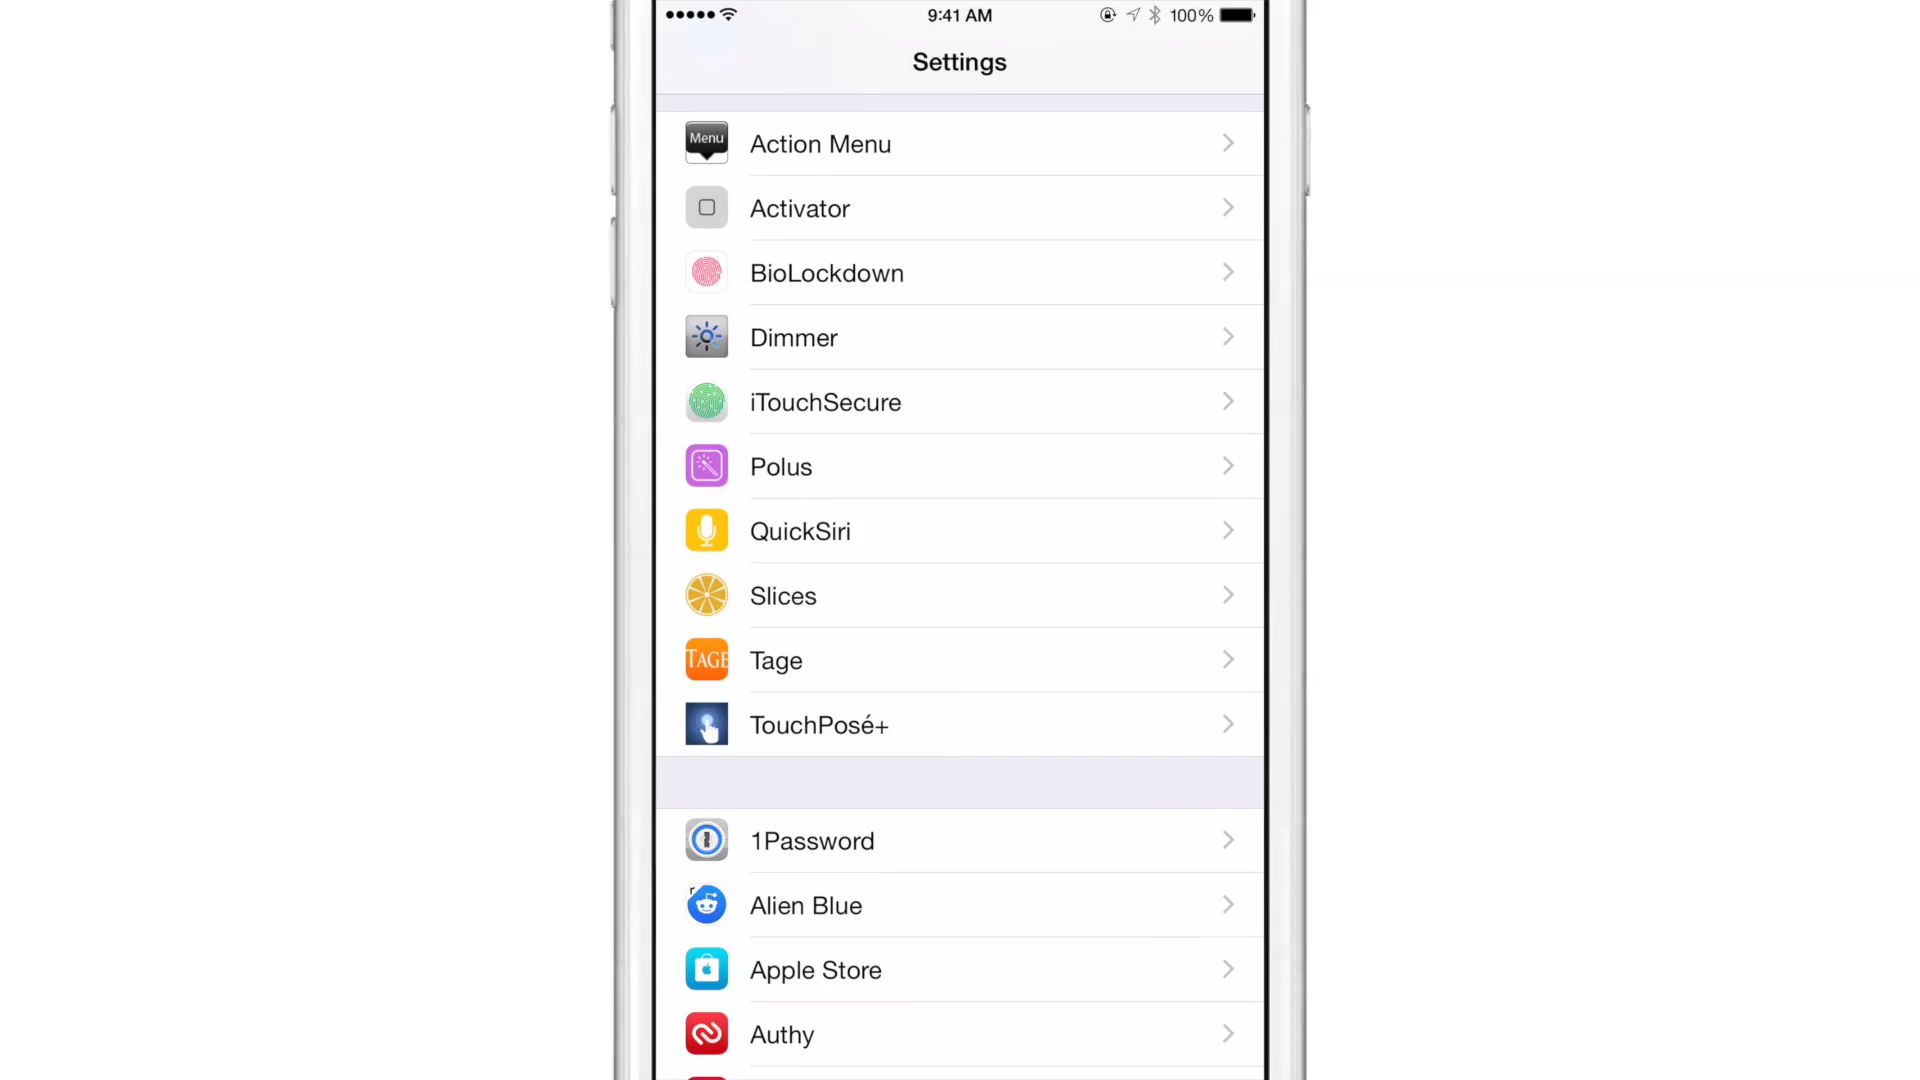 9:41 AM
100%
Settings
Menu
Action Menu
Activator
BioLockdown
Dimmer
iTouchSecure
Polus
QuickSiri
Slices
TAGE
Tage
TouchPosé+
1Password
Alien Blue
Apple Store
Authy